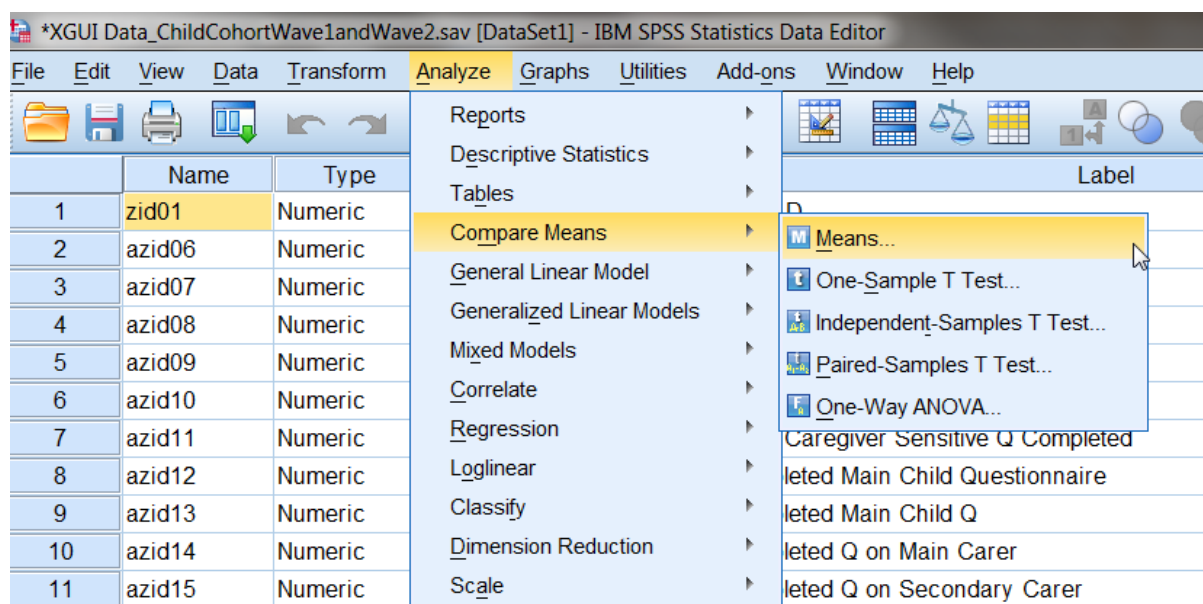 *XGUI Data_ChildCohortWave1andWave2.sav [DataSet1] - IBM SPSS Statistics Data Editor
File Edit View Data Transform Analyze Graphs Utilities Add-ons Window Help
Name Type Label
1 zid01 Numeric D
2 azid06 Numeric
3 azid07 Numeric
4 azid08 Numeric
5 azid09 Numeric
6 azid10 Numeric
7 azid11 Numeric Caregiver Sensitive Q Completed
8 azid12 Numeric leted Main Child Questionnaire
9 azid13 Numeric leted Main Child Q
10 azid14 Numeric leted Q on Main Carer
11 azid15 Numeric leted Q on Secondary Carer
Reports
Descriptive Statistics
Tables
Compare Means
General Linear Model
Generalized Linear Models
Mixed Models
Correlate
Regression
Loglinear
Classify
Dimension Reduction
Scale
Means...
One-Sample T Test...
Independent-Samples T Test...
Paired-Samples T Test...
One-Way ANOVA...